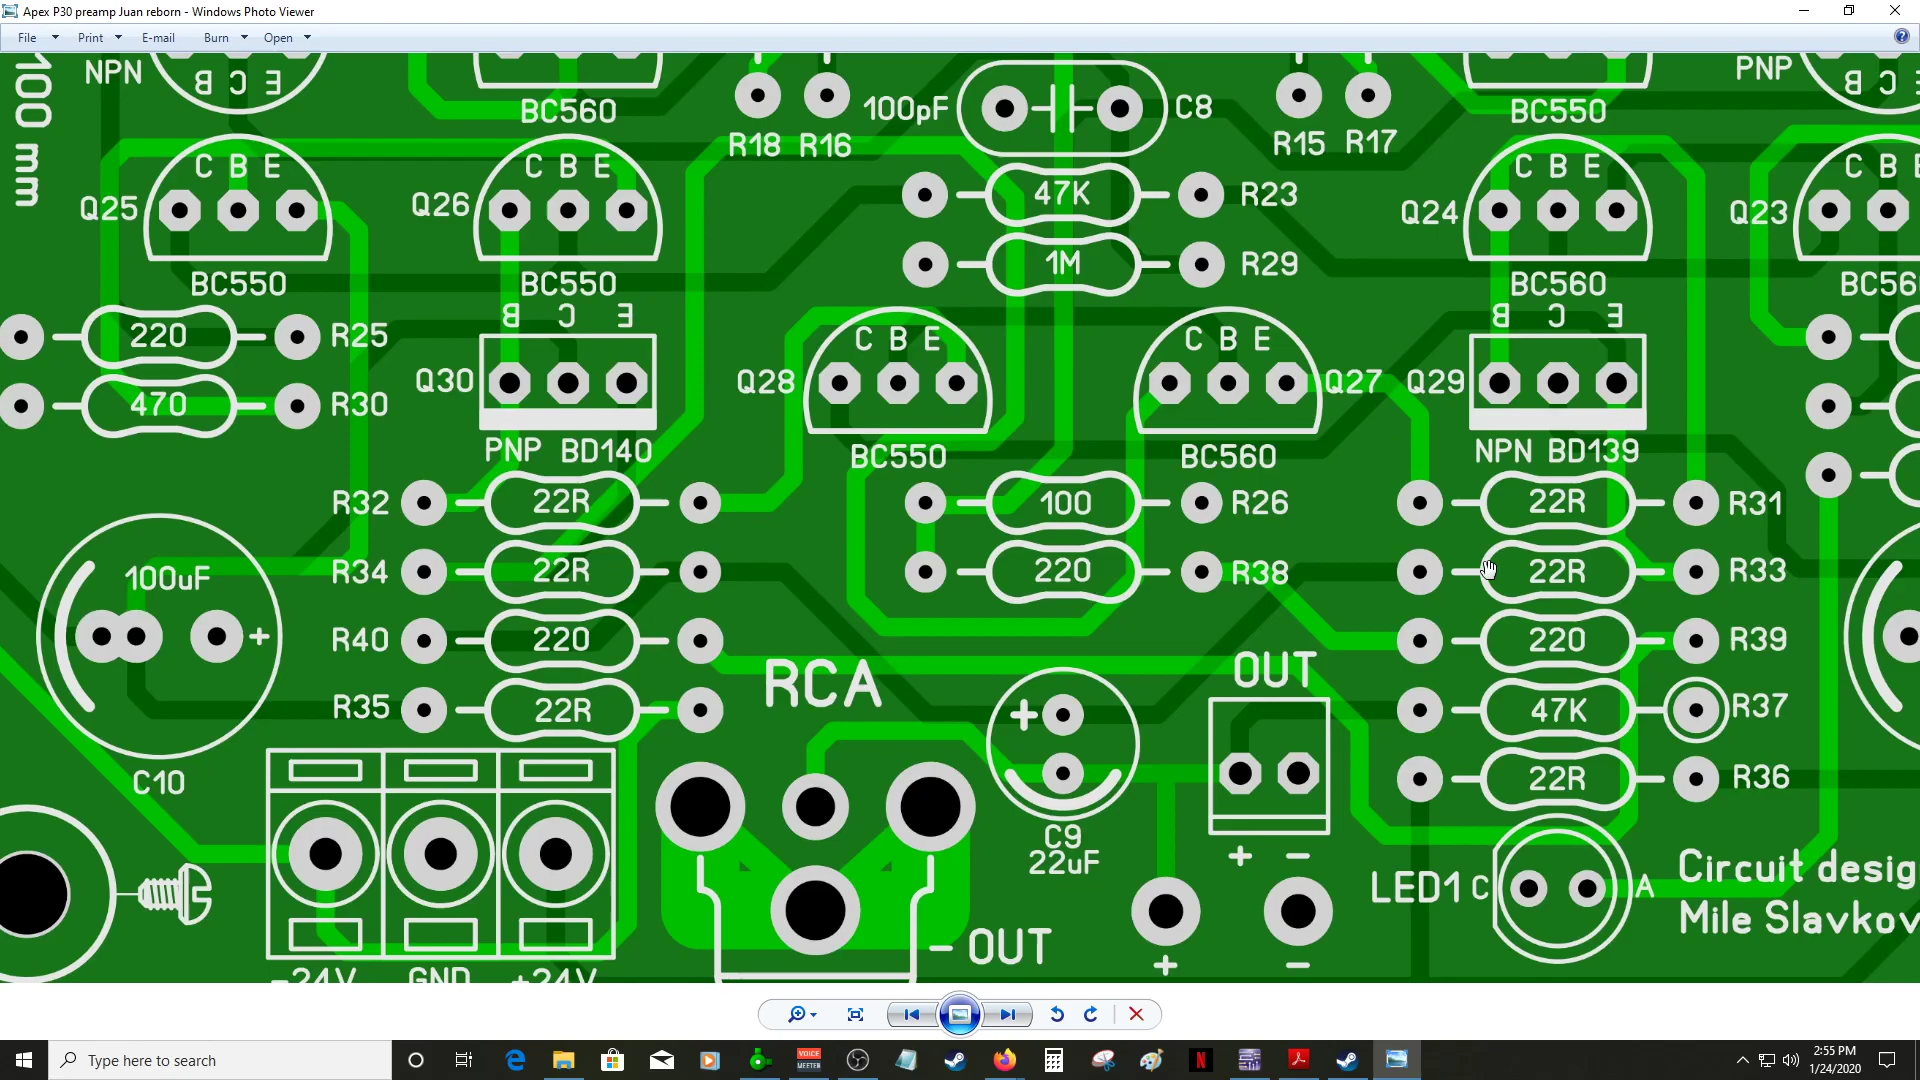 Apex P30 preamp Juan reborn - Windows Photo Viewer
File Print E-mail Burn Open
100 mm
NPN B C E
BC560
R18 R16
100pF C8
R15 R17
BC550
PNP B C E
Q25 C B E
BC550
Q26 C B E
BC550
47K R23
1M R29
Q24 C B E
BC560
Q23 C B E
220 R25
470 R30
B C E
Q30
PNP BD140
Q28 C B E
BC550
C B E Q27
BC560
B C E
Q29
NPN BD139
R32 22R
100 R26
22R R31
100uF +
C10
R34 22R
220 R38
22R R33
R40 220
220 R39
R35 22R
47K R37
22R R36
RCA
+
C9
22uF
OUT
+ -
-24V GND +24V
- OUT
+ -
LED1 C A
Circuit desig
Mile Slavkov
Type here to search
VOICE
MEETER
N
2:55 PM
1/24/2020